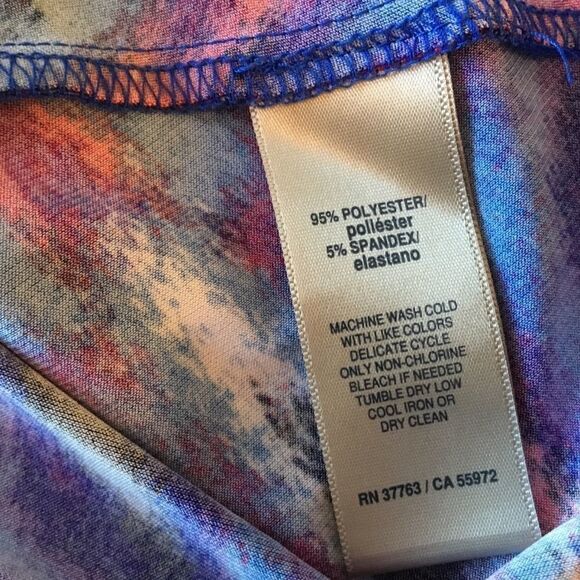 95% POLYESTER/
poliéster
5% SPANDEX/
elastano
MACHINE WASH COLD
WITH LIKE COLORS
DELICATE CYCLE
ONLY NON-CHLORINE
BLEACH IF NEEDED
TUMBLE DRY LOW
COOL IRON OR
DRY CLEAN
RN 37763 / CA 55972